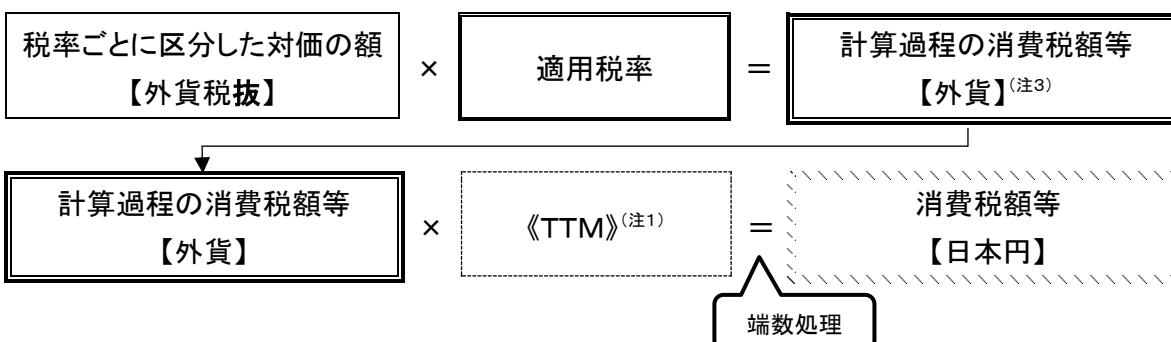 税率ごとに区分した対価の額
【外貨税抜】
×
適用税率
＝
計算過程の消費税額等
【外貨】(注3)
計算過程の消費税額等
【外貨】
×
《TTM》(注1)
＝
消費税額等
【日本円】
端数処理